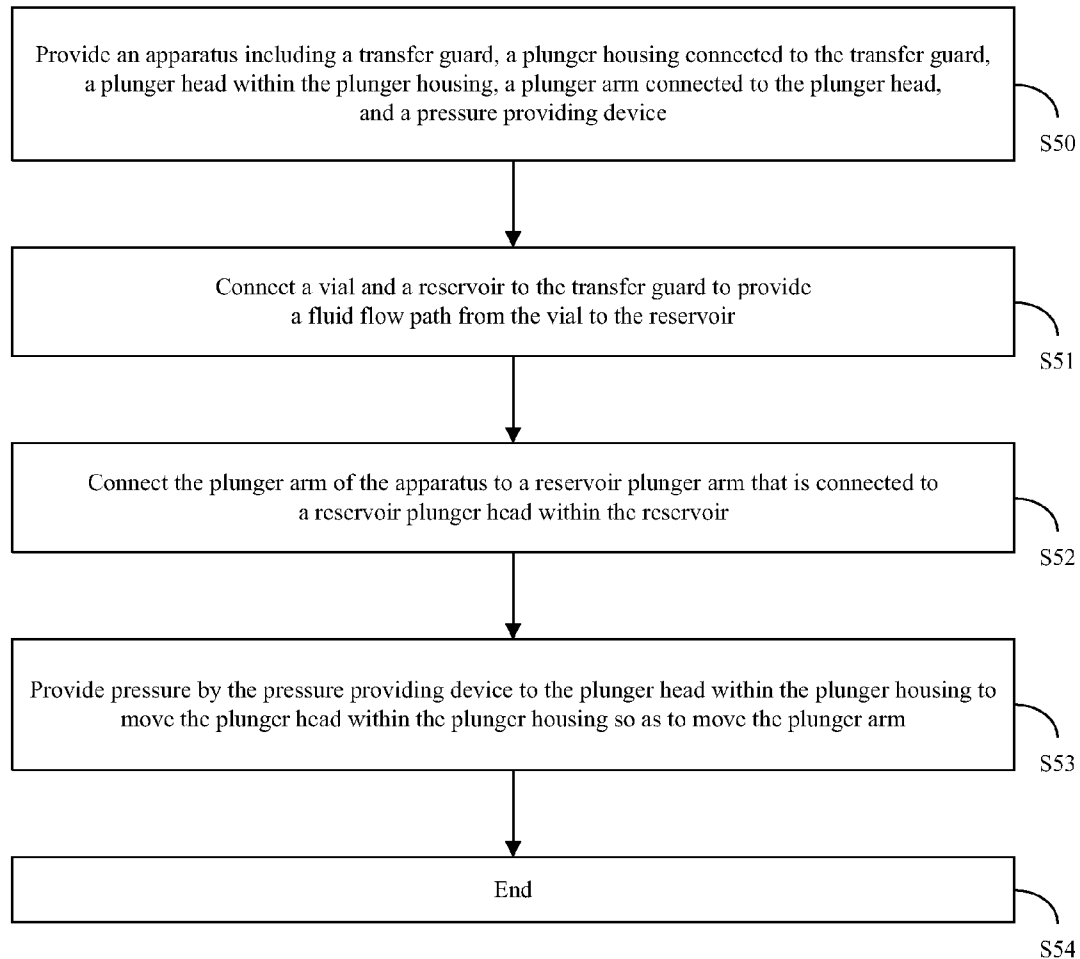 Provide an apparatus including a transfer guard, a plunger housing connected to the transfer guard,
a plunger head within the plunger housing, a plunger arm connected to the plunger head,
and a pressure providing device
S50
Connect a vial and a reservoir to the transfer guard to provide
a fluid flow path from the vial to the reservoir
S51
Connect the plunger arm of the apparatus to a reservoir plunger arm that is connected to
a reservoir plunger head within the reservoir
S52
Provide pressure by the pressure providing device to the plunger head within the plunger housing to
move the plunger head within the plunger housing so as to move the plunger arm
S53
End
S54